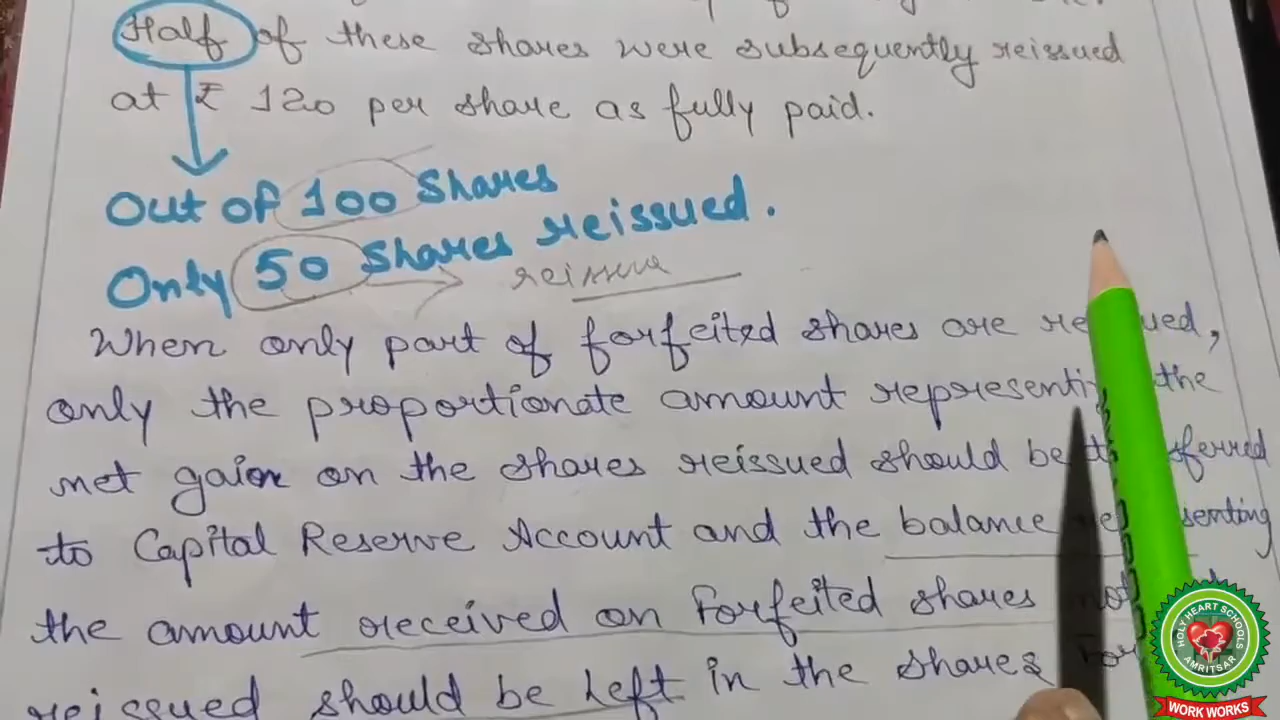 Half of these shares were subsequently reissued
at ₹ 120 per share as fully paid.
Out of 100 Shares
Only 50 Shares reissued.
reissue
When only part of forfeited shares are
only the proportionate amount the
net gain on the shares reissued should be
to Capital Reserve Account and the balance
the amount received on Forfeited shares
reissued should be left in the shares
HOLY HEART SCHOOLS
AMRITSAR
WORK WORKS